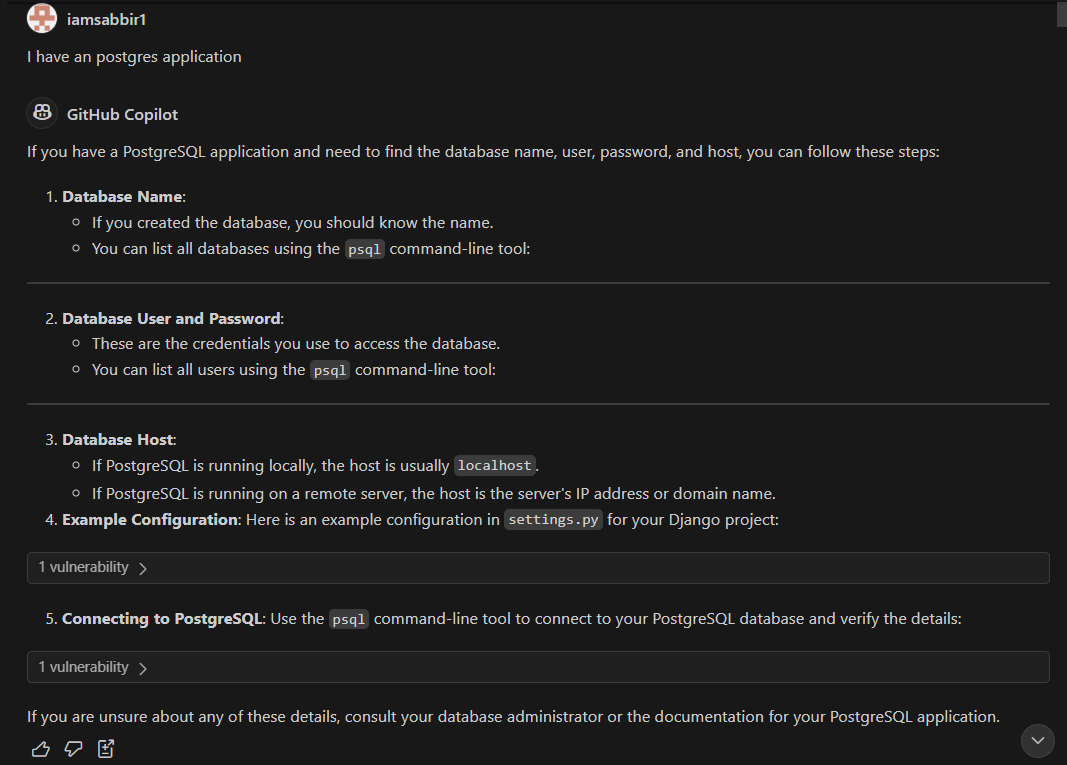 iamsabbir1
I have an postgres application
GitHub Copilot
If you have a PostgreSQL application and need to find the database name, user, password, and host, you can follow these steps:
1. Database Name:
If you created the database, you should know the name.
You can list all databases using the psql command-line tool:
2. Database User and Password:
These are the credentials you use to access the database.
You can list all users using the psql command-line tool:
3. Database Host:
If PostgreSQL is running locally, the host is usually localhost.
If PostgreSQL is running on a remote server, the host is the server's IP address or domain name.
4. Example Configuration: Here is an example configuration in settings.py for your Django project:
1 vulnerability
5. Connecting to PostgreSQL: Use the psql command-line tool to connect to your PostgreSQL database and verify the details:
1 vulnerability
If you are unsure about any of these details, consult your database administrator or the documentation for your PostgreSQL application.